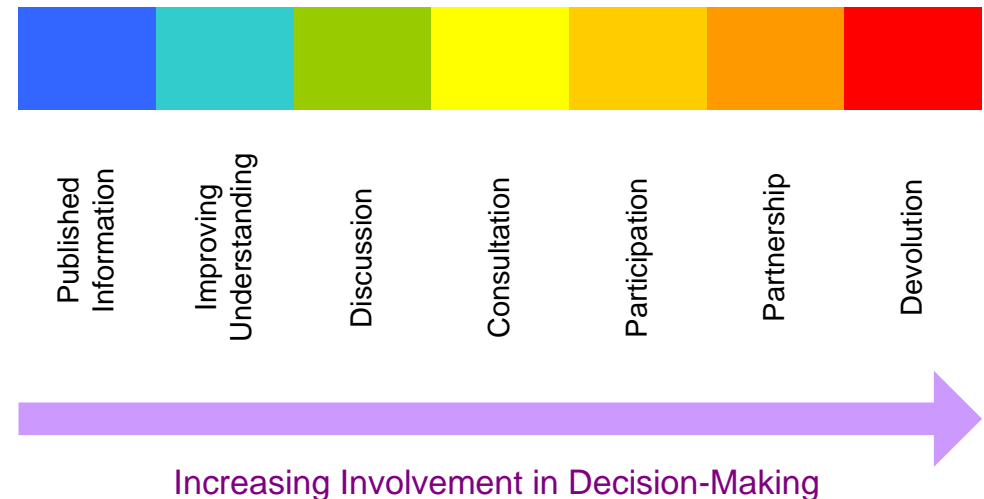 Published
Information
Improving
Understanding
Discussion
Consultation
Participation
Partnership
Devolution
Increasing Involvement in Decision-Making